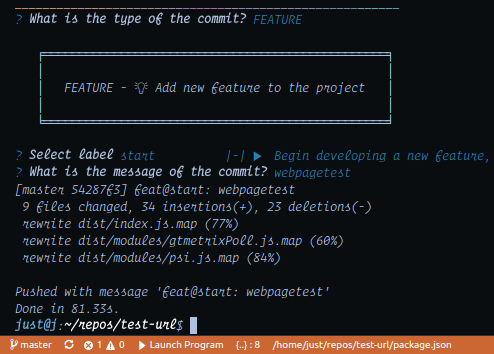 ? What is the type of the commit? FEATURE
FEATURE - 💡 Add new feature to the project
? Select label start |-| ▶ Begin developing a new feature,
? What is the message of the commit? webpagetest
[master 54287f3] feat@start: webpagetest
9 files changed, 34 insertions(+), 23 deletions(-)
rewrite dist/index.js.map (77%)
rewrite dist/modules/gtmetrixPoll.js.map (60%)
rewrite dist/modules/psi.js.map (84%)
Pushed with message 'feat@start: webpagetest'
Done in 81.33s.
just@j:~/repos/test-url$
master 1 0 Launch Program {..} : 8 /home/just/repos/test-url/package.json